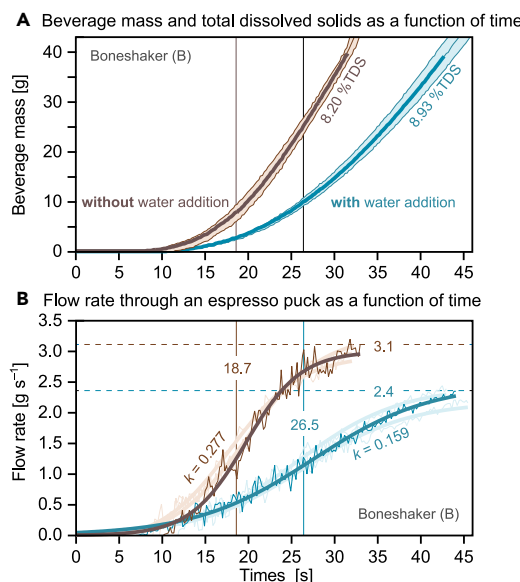 A Beverage mass and total dissolved solids as a function of time
Boneshaker (B)
8.20 %TDS
8.93 %TDS
without water addition
with water addition
Beverage mass [g]
40
30
20
10
0
0 5 10 15 20 25 30 35 40 45
B Flow rate through an espresso puck as a function of time
3.5
3.0
2.5
2.0
1.5
1.0
0.5
0.0
Flow rate [g s⁻¹]
3.1
18.7
2.4
26.5
k = 0.277
k = 0.159
Boneshaker (B)
0 5 10 15 20 25 30 35 40 45
Times [s]